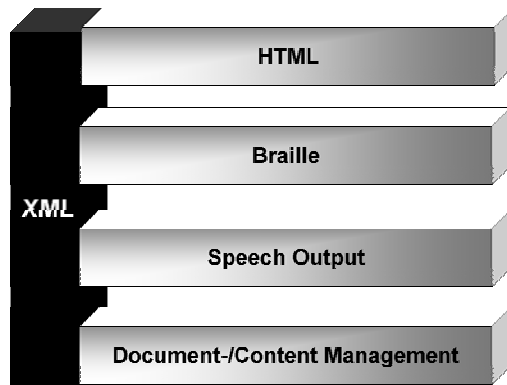 XML
HTML
Braille
Speech Output
Document-/Content Management